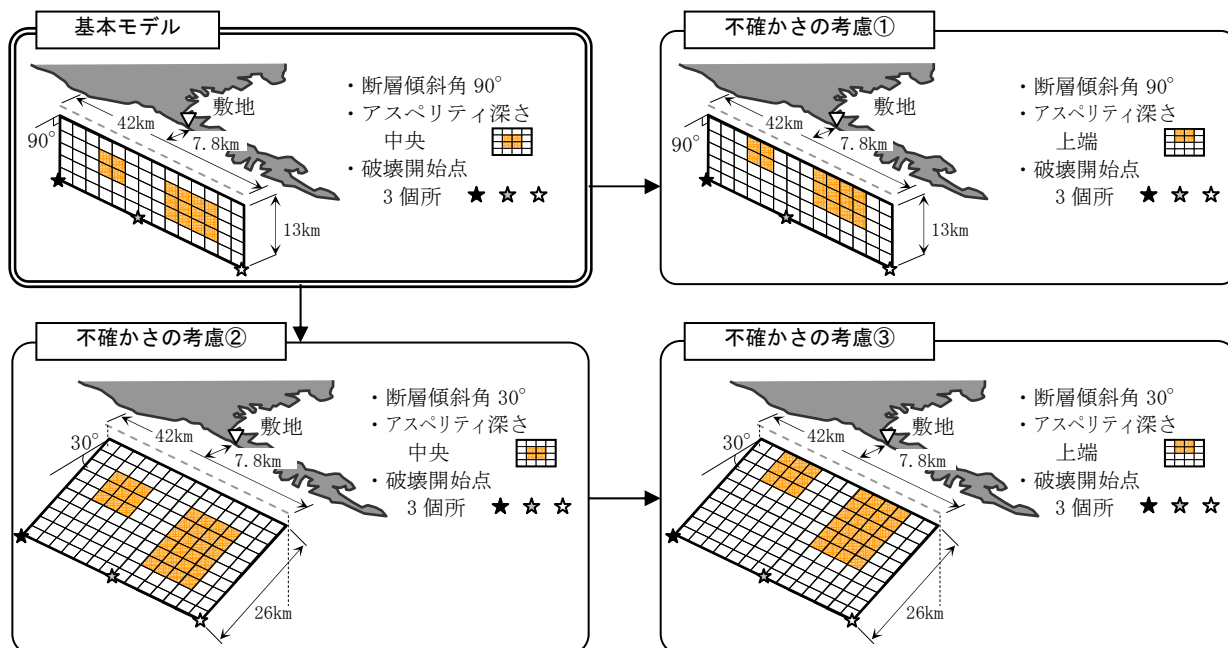 基本モデル
・断層傾斜角 90°
・アスペリティ深さ
中央
・破壊開始点
3 個所 ★ ☆ ☆
敷地
42km
7.8km
90°
13km
不確かさの考慮①
・断層傾斜角 90°
・アスペリティ深さ
上端
・破壊開始点
3 個所 ★ ☆ ☆
敷地
42km
7.8km
90°
13km
不確かさの考慮②
・断層傾斜角 30°
・アスペリティ深さ
中央
・破壊開始点
3 個所 ★ ☆ ☆
敷地
42km
7.8km
30°
26km
不確かさの考慮③
・断層傾斜角 30°
・アスペリティ深さ
上端
・破壊開始点
3 個所 ★ ☆ ☆
敷地
42km
7.8km
30°
26km